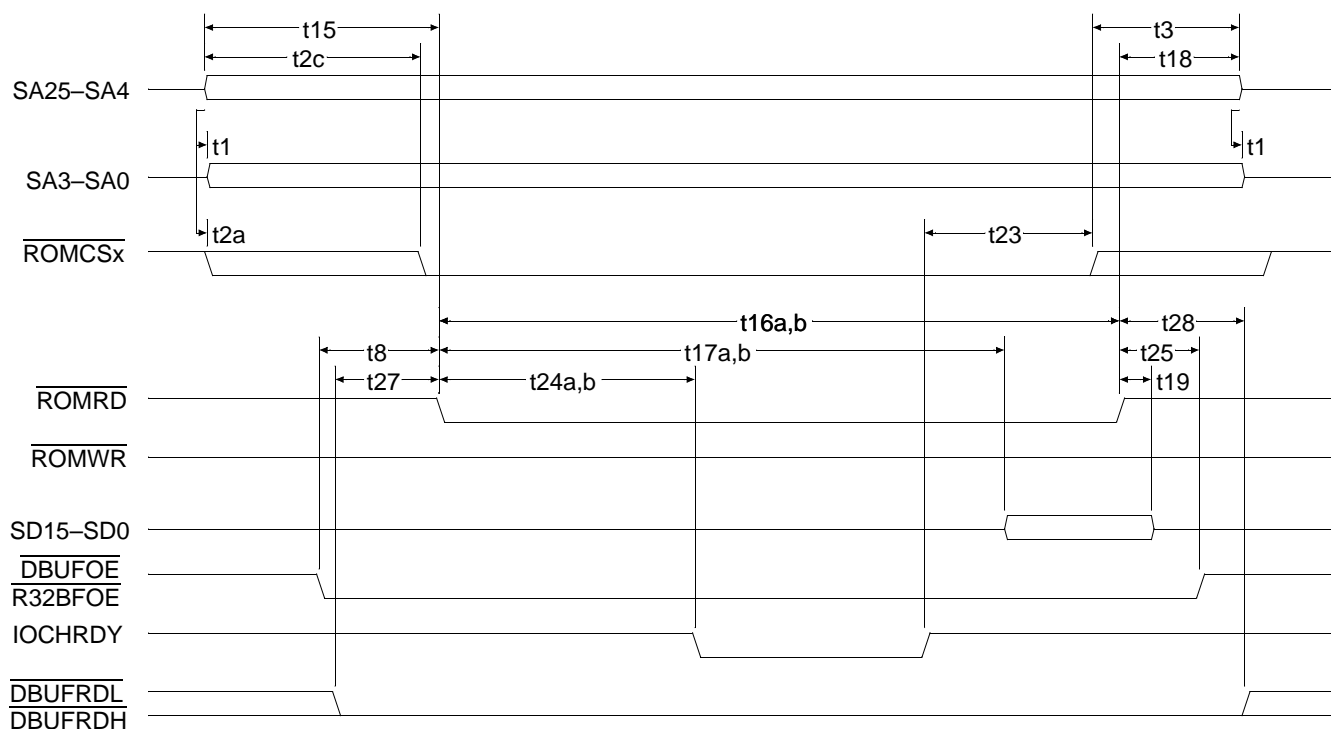 t15
t3
t2c
t18
SA25–SA4
t1
t1
SA3–SA0
t2a
t23
ROMCSx
t16a,b
t28
t8
t17a,b
t25
t27
t24a,b
t19
ROMRD
ROMWR
SD15–SD0
DBUFOE
R32BFOE
IOCHRDY
DBUFRDL
DBUFRDH